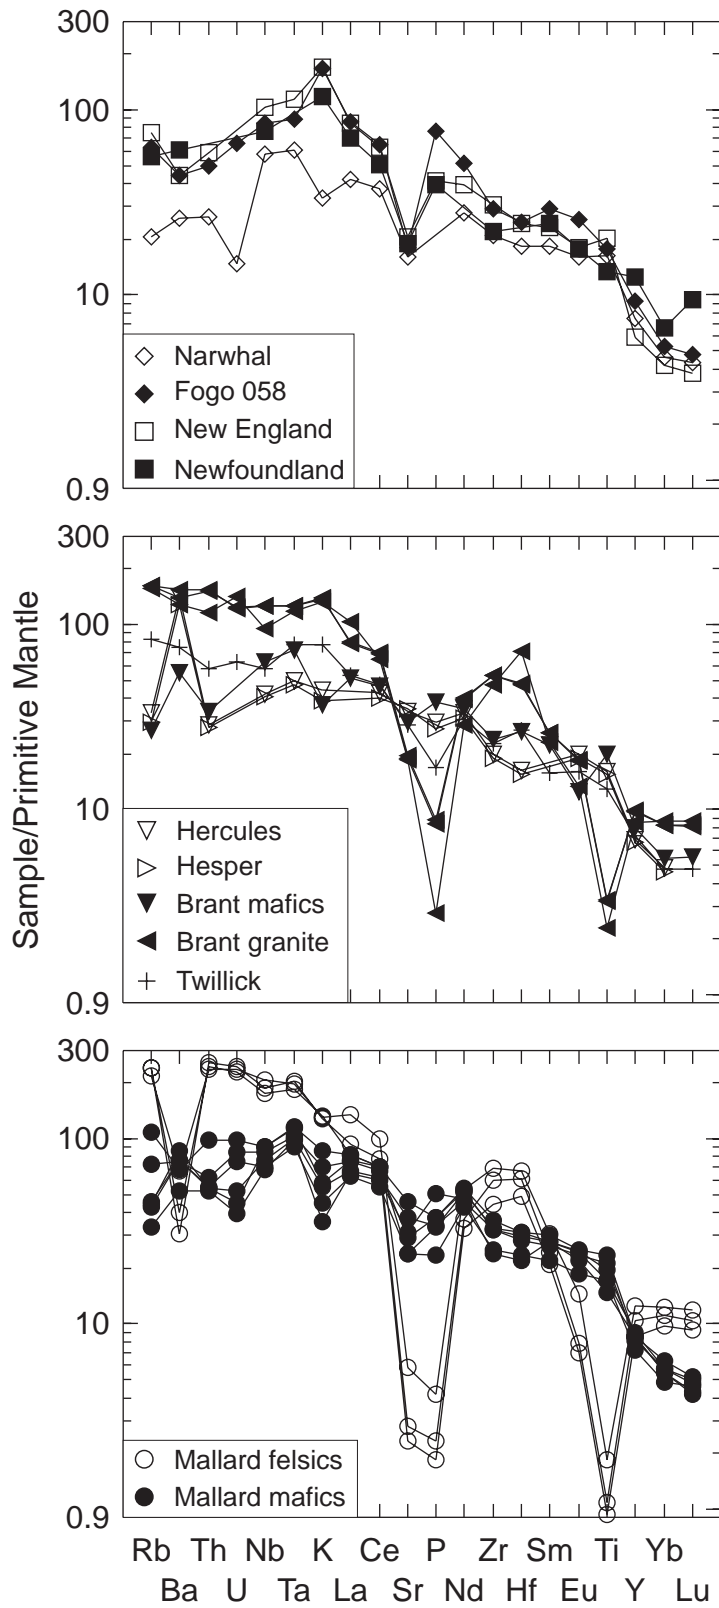 300
100
10
0.9
Narwhal
Fogo 058
New England
Newfoundland
Sample/Primitive Mantle
300
100
10
0.9
Hercules
Hesper
Brant mafics
Brant granite
Twillick
300
100
10
0.9
Mallard felsics
Mallard mafics
Rb Th Nb K Ce P Zr Sm Ti Yb
Ba U Ta La Sr Nd Hf Eu Y Lu